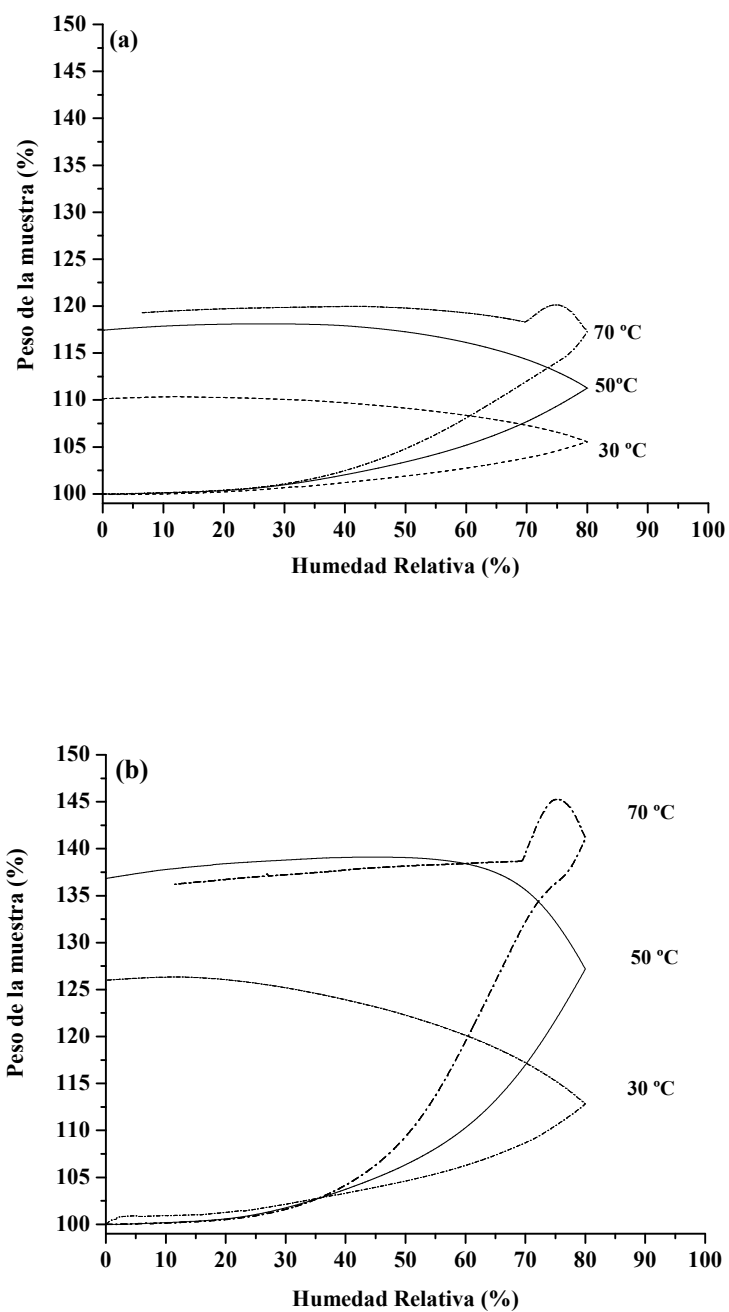 (a)
150
145
140
135
130
125
120
115
110
105
100
Peso de la muestra (%)
70 ºC
50ºC
30 ºC
0 10 20 30 40 50 60 70 80 90 100
Humedad Relativa (%)
(b)
150
145
140
135
130
125
120
115
110
105
100
Peso de la muestra (%)
70 ºC
50 ºC
30 ºC
0 10 20 30 40 50 60 70 80 90 100
Humedad Relativa (%)